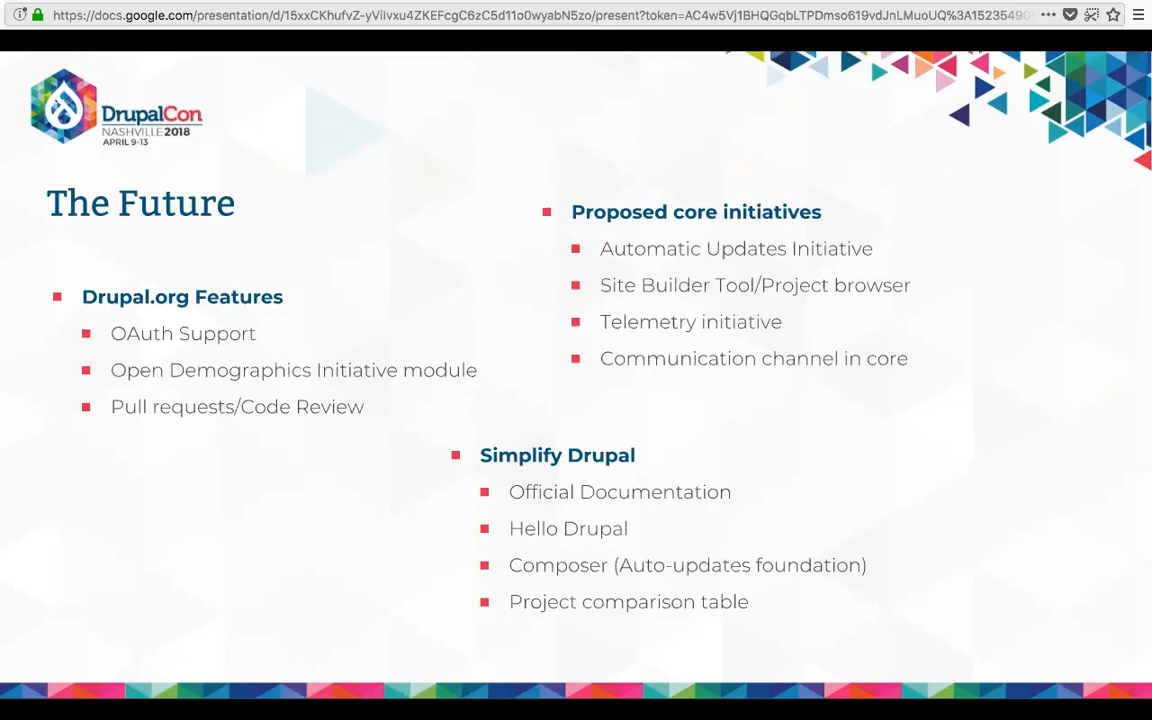 https://docs.google.com/presentation/d/15xxCKhufvZ-yVilvxu4ZKEFcgC6zC5d11o0wyabN5zo/present?token=AC4w5Vj1BHQGqbLTPDmso619vdJnLMuoUQ%3A15235490
DrupalCon
NASHVILLE 2018
APRIL 9-13
The Future
Drupal.org Features
OAuth Support
Open Demographics Initiative module
Pull requests/Code Review
Proposed core initiatives
Automatic Updates Initiative
Site Builder Tool/Project browser
Telemetry initiative
Communication channel in core
Simplify Drupal
Official Documentation
Hello Drupal
Composer (Auto-updates foundation)
Project comparison table